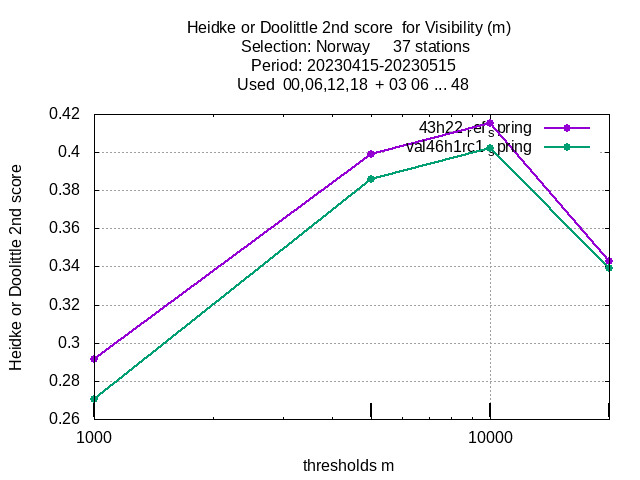 Heidke or Doolittle 2nd score for Visibility (m)
Selection: Norway 37 stations
Period: 20230415-20230515
Used 00,06,12,18 + 03 06 ... 48
0.42
43h22refspring
val46h1rc1spring
0.4
0.38
0.36
0.34
0.32
0.3
0.28
0.26
1000
10000
Heidke or Doolittle 2nd score
thresholds m